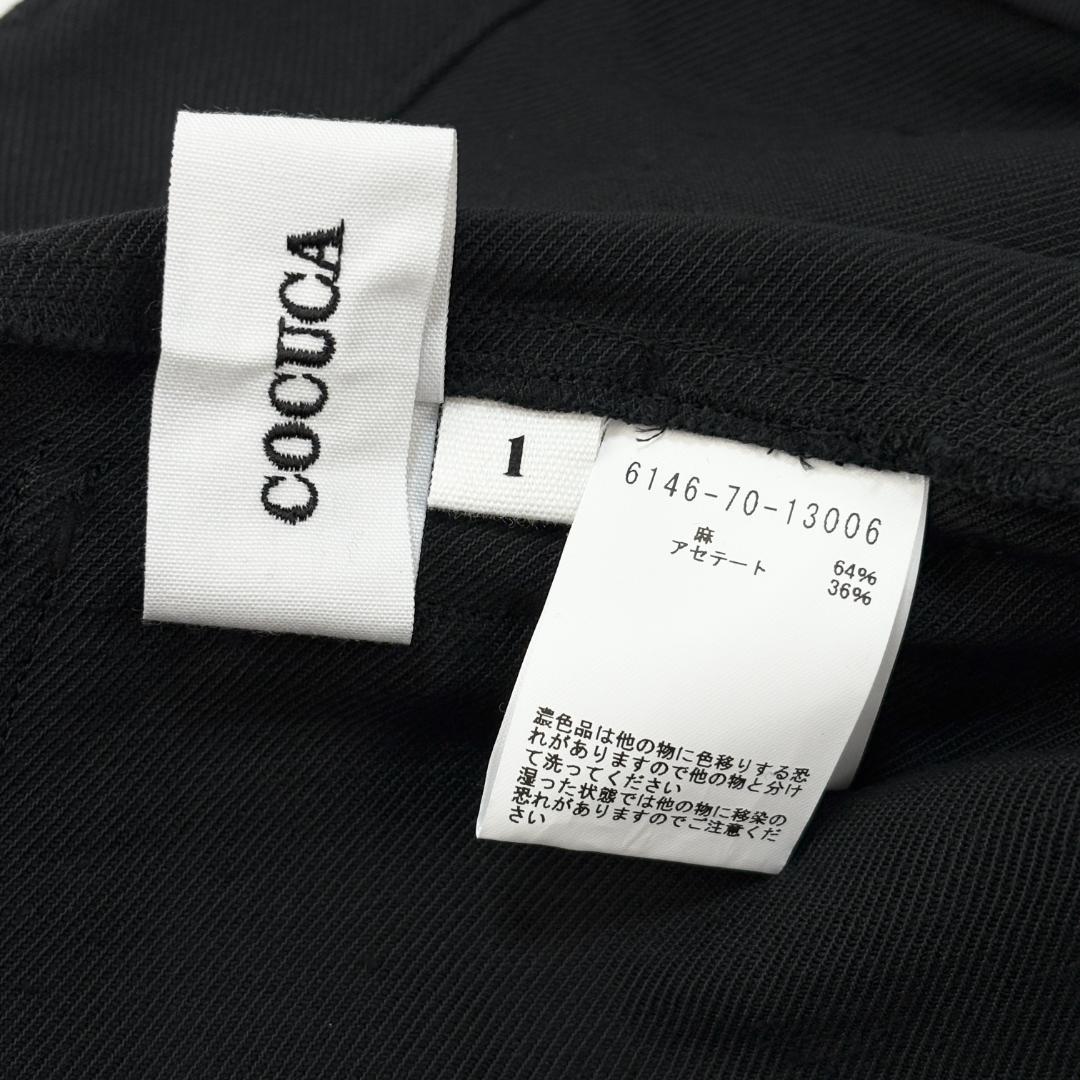 COCUCA
1
6146-70-13006
麻 64%
アセテート 36%
濃色品は他の物に色移りする恐
れがありますので他の物と分け
て洗ってください
湿った状態では他の物に移染の
恐れがありますのでご注意くだ
さい